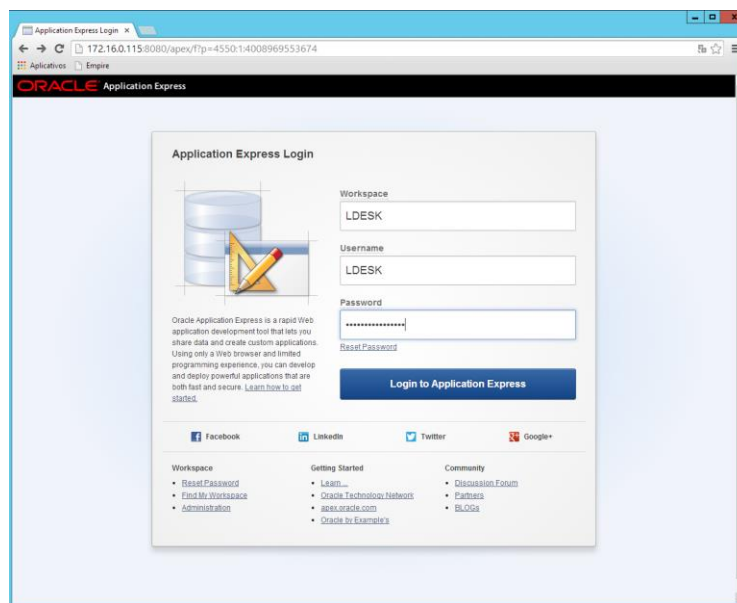 Application Express Login
172.16.0.115:8080/apex/f?p=4550:1:4008969553674
Aplicativos Empire
ORACLE Application Express
Application Express Login
Workspace
LDESK
Username
LDESK
Password
Reset Password
Login to Application Express
Oracle Application Express is a rapid Web
application development tool that lets you
share data and create custom applications.
Using only a Web browser and limited
programming experience, you can develop
and deploy powerful applications that are
both fast and secure. Learn how to get
started.
Facebook LinkedIn Twitter Google+
Workspace
• Reset Password
• Find My Workspace
• Administration
Getting Started
• Learn...
• Oracle Technology Network
• apex.oracle.com
• Oracle by Example's
Community
• Discussion Forum
• Partners
• BLOGs